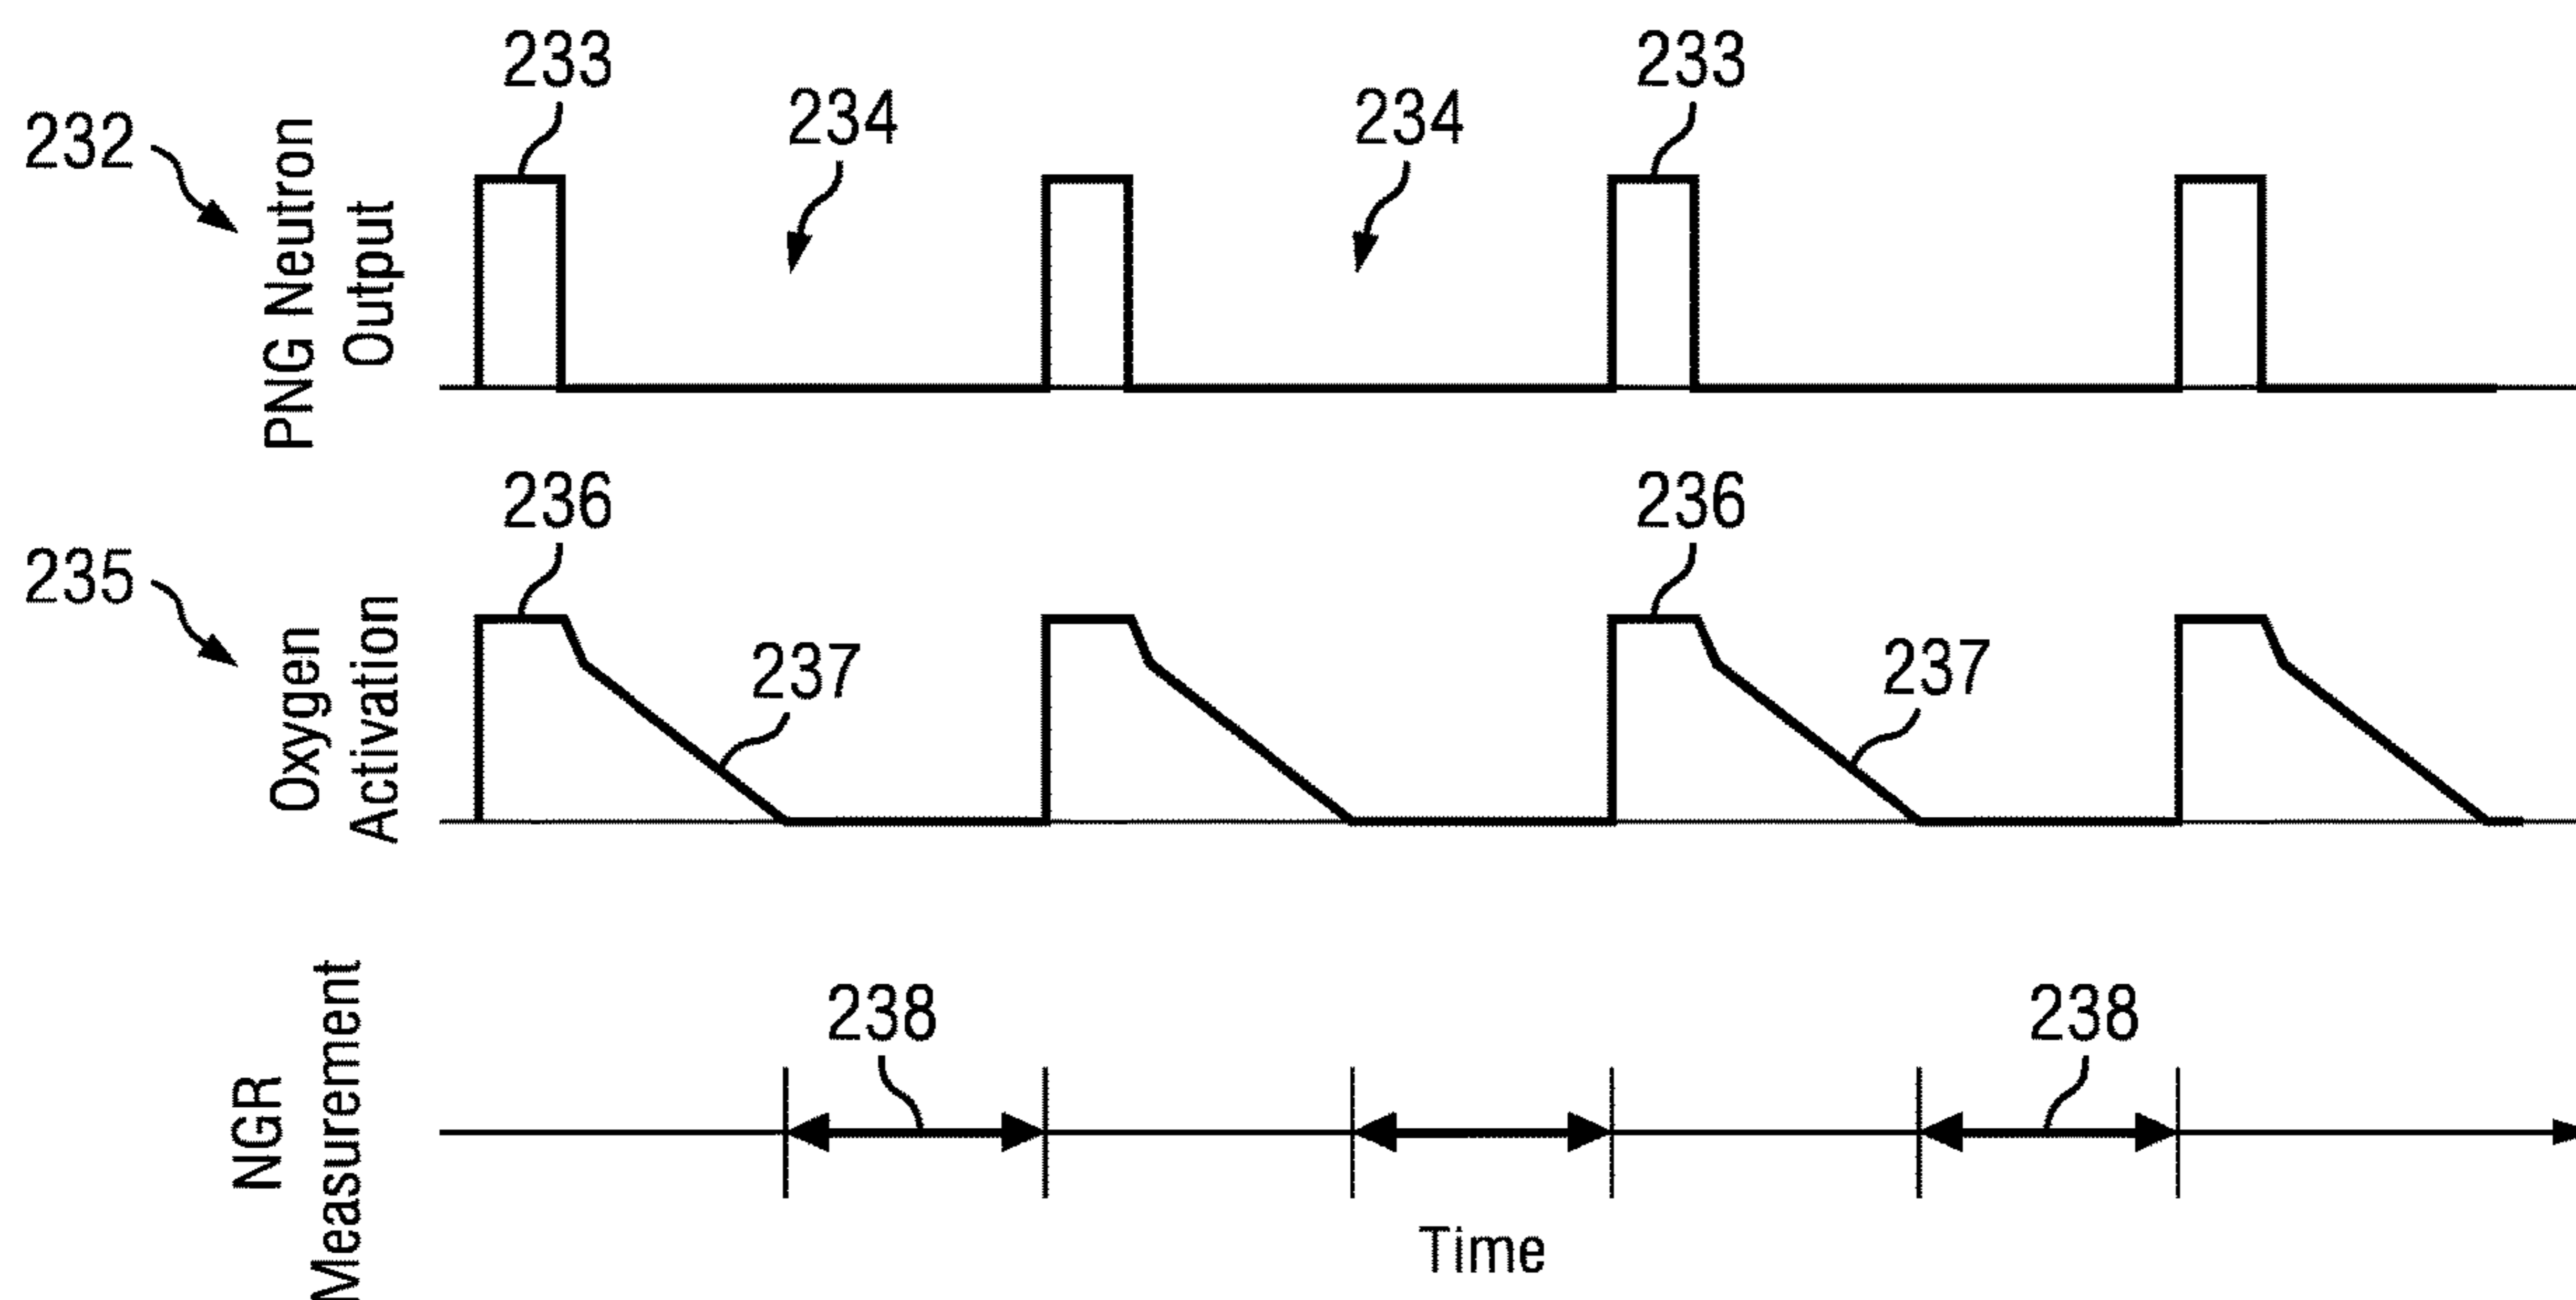 233
233
234
234
232
PNG Neutron
Output
236
236
235
237
237
Oxygen
Activation
238
238
NGR
Measurement
Time